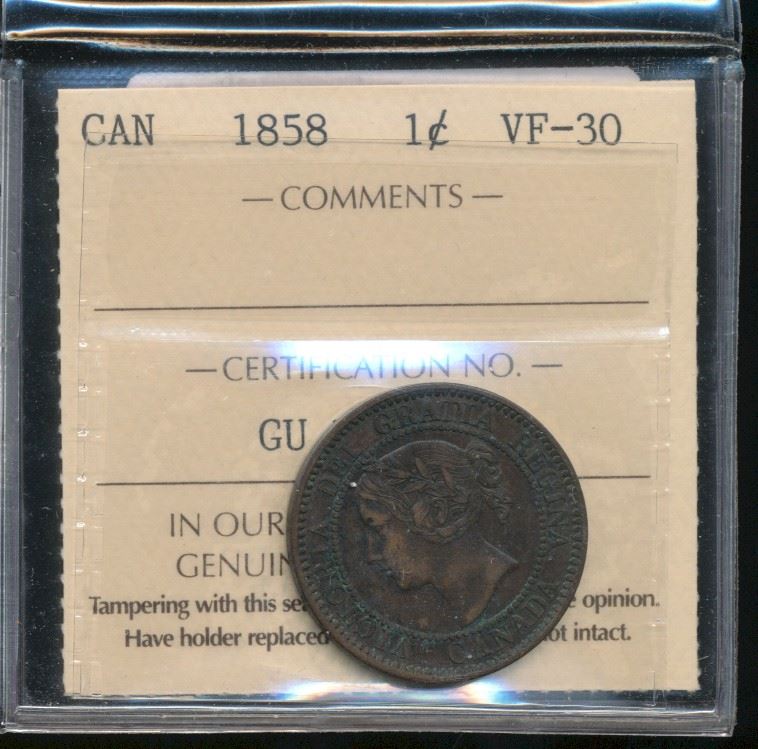 CAN 1858 1¢ VF-30
— COMMENTS —
— CERTIFICATION NO. —
GU
IN OUR
GENUIN
Tampering with this se e opinion.
Have holder replaced ot intact.
VICTORIA DEI GRATIA REGINA. CANADA